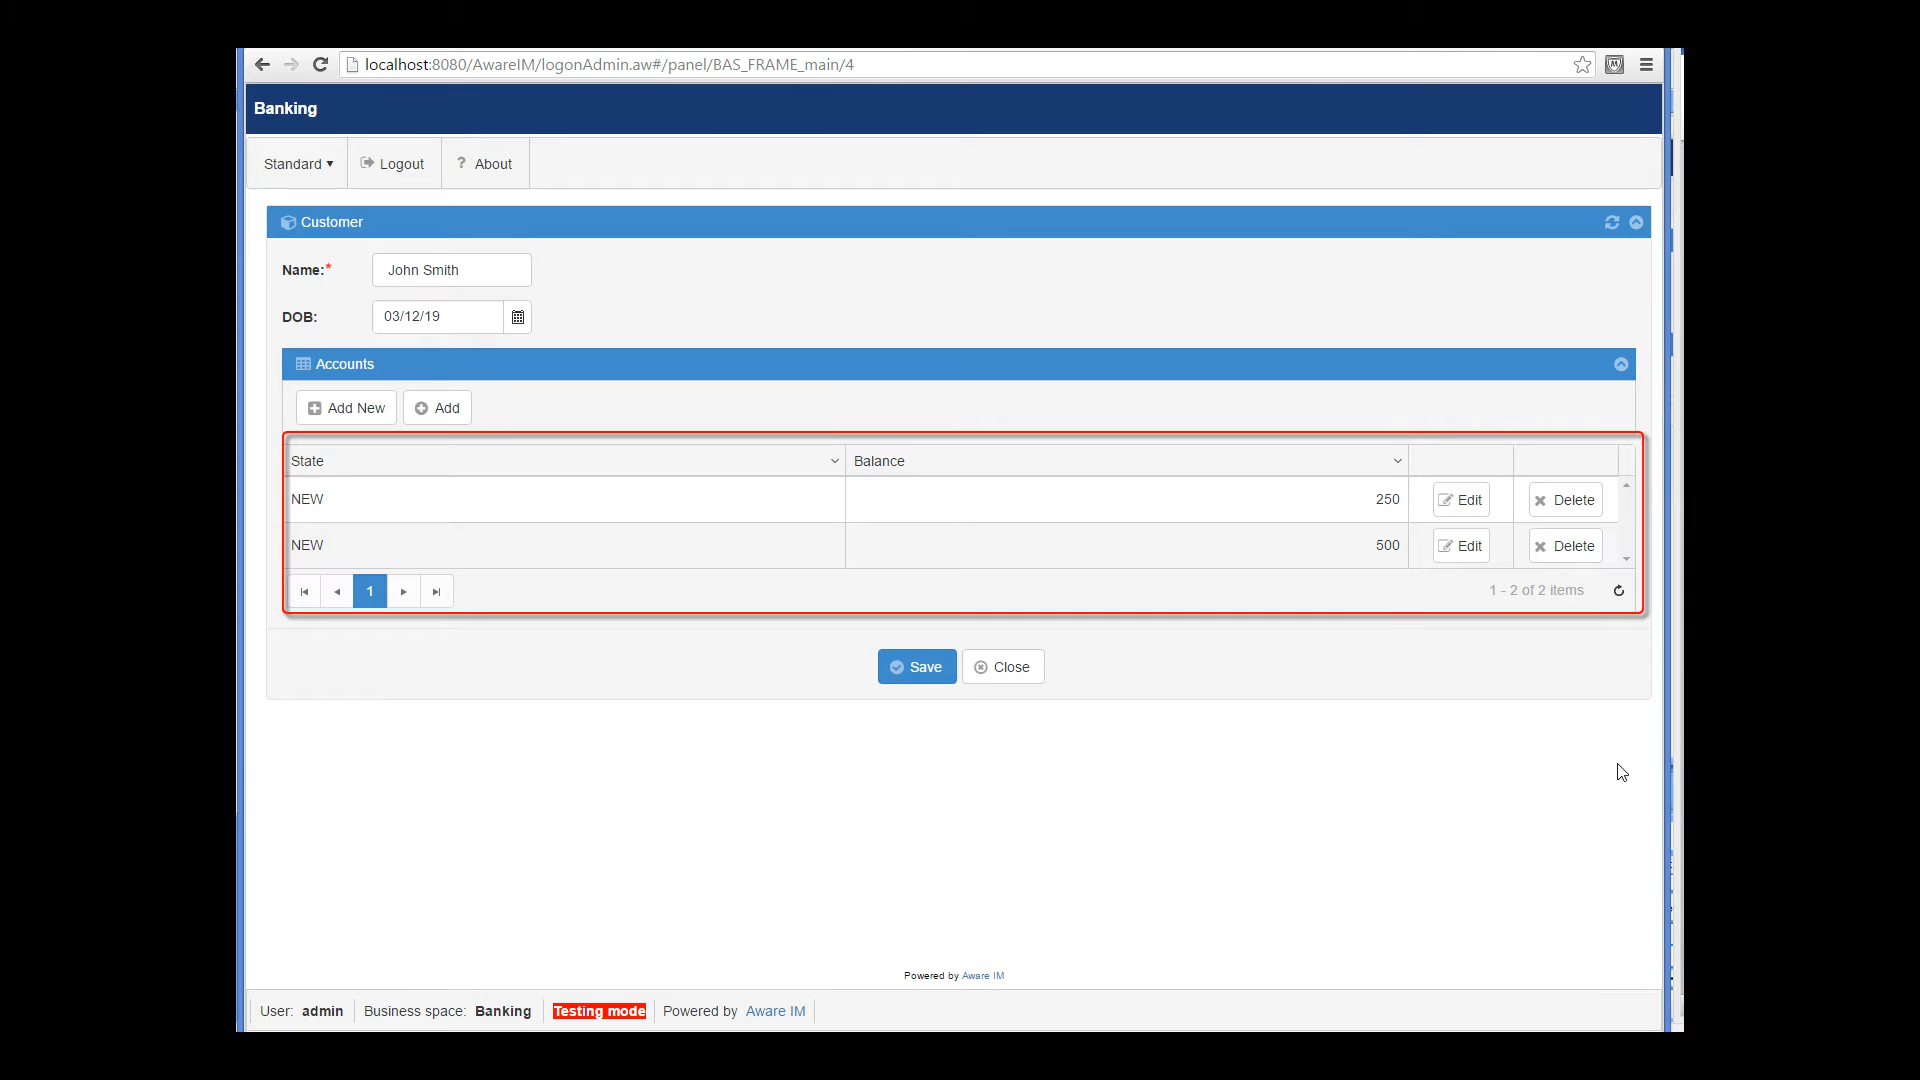 localhost:8080/AwareIM/logonAdmin.aw#/panel/BAS_FRAME_main/4
Banking
Standard Logout ? About
Customer
Name:* John Smith
DOB: 03/12/19
Accounts
Add New Add
State Balance
NEW 250 Edit Delete
NEW 500 Edit Delete
1 1 - 2 of 2 items
Save Close
Powered by Aware IM
User: admin Business space: Banking Testing mode Powered by Aware IM